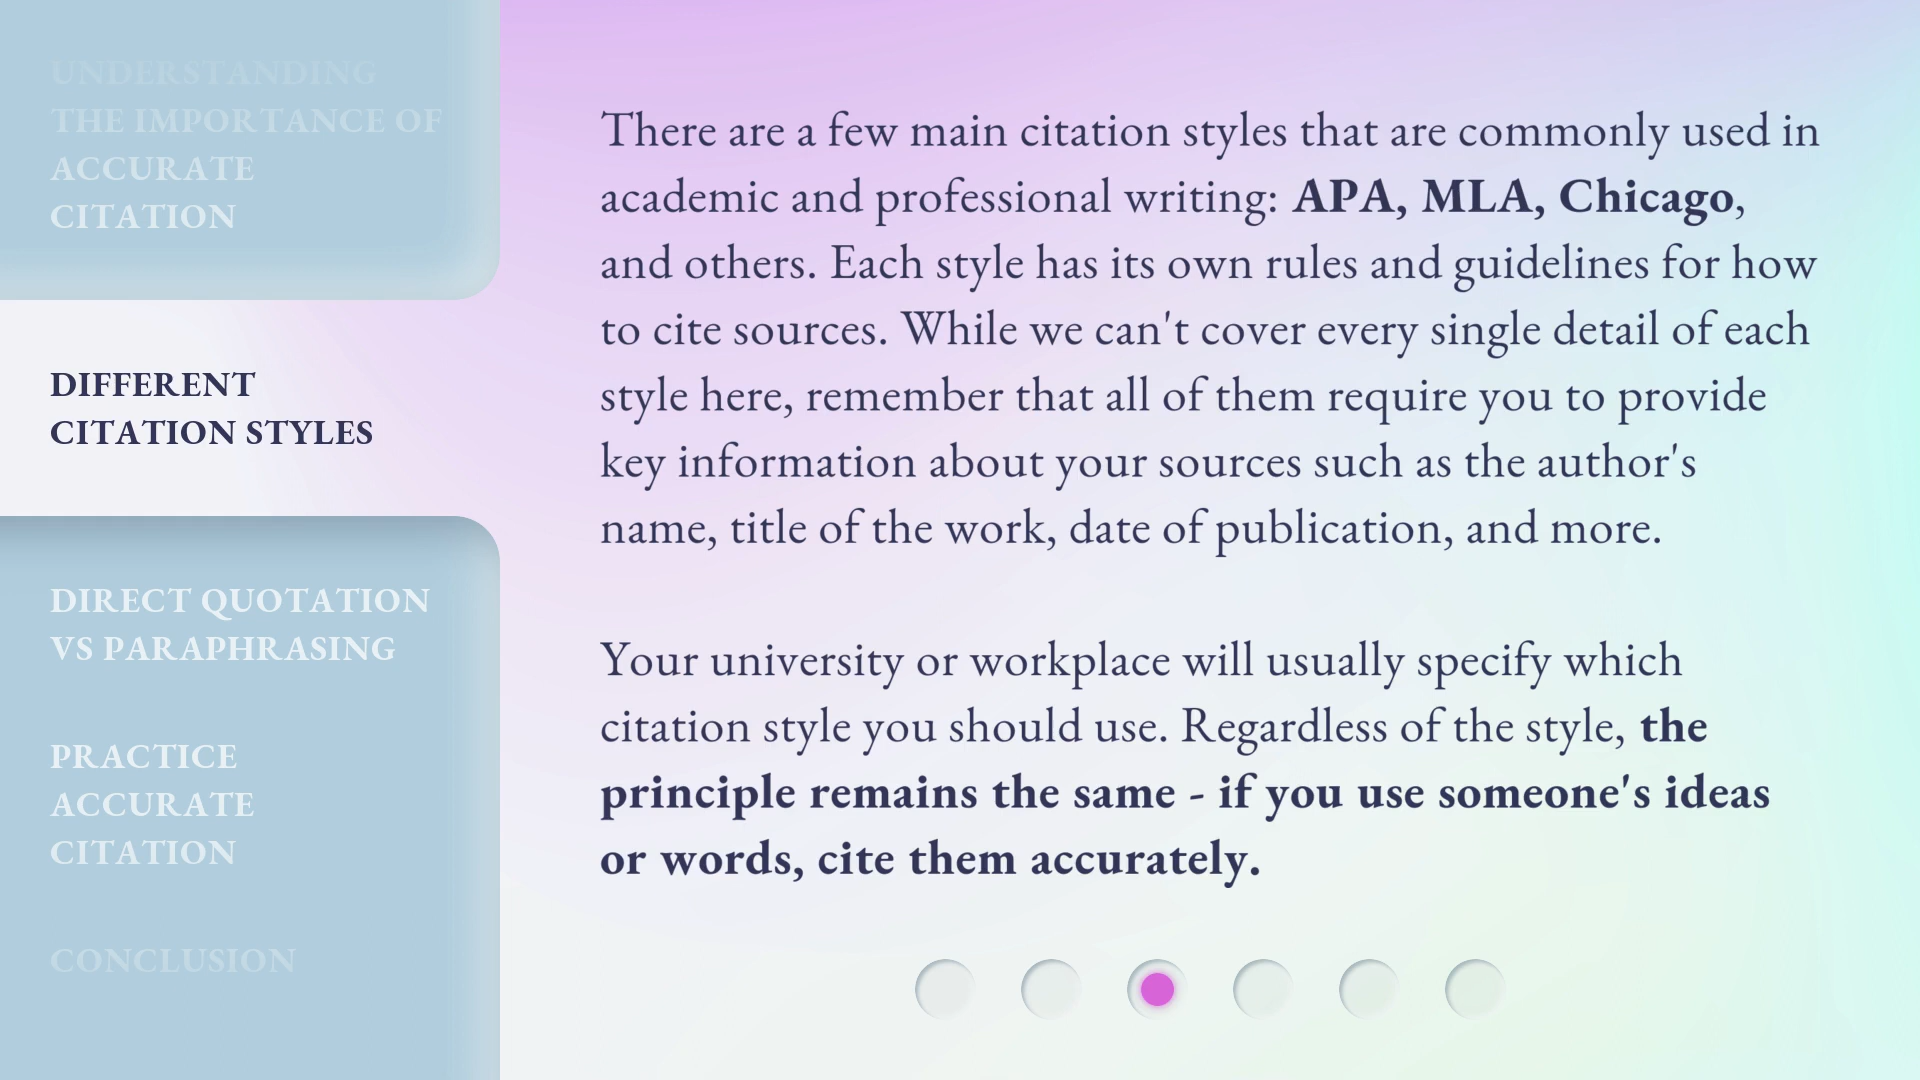 UNDERSTANDING
THE IMPORTANCE OF
ACCURATE
CITATION
DIFFERENT
CITATION STYLES
DIRECT QUOTATION
VS PARAPHRASING
PRACTICE
ACCURATE
CITATION
CONCLUSION
There are a few main citation styles that are commonly used in
academic and professional writing: APA, MLA, Chicago,
and others. Each style has its own rules and guidelines for how
to cite sources. While we can't cover every single detail of each
style here, remember that all of them require you to provide
key information about your sources such as the author's
name, title of the work, date of publication, and more.
Your university or workplace will usually specify which
citation style you should use. Regardless of the style, the
principle remains the same - if you use someone's ideas
or words, cite them accurately.